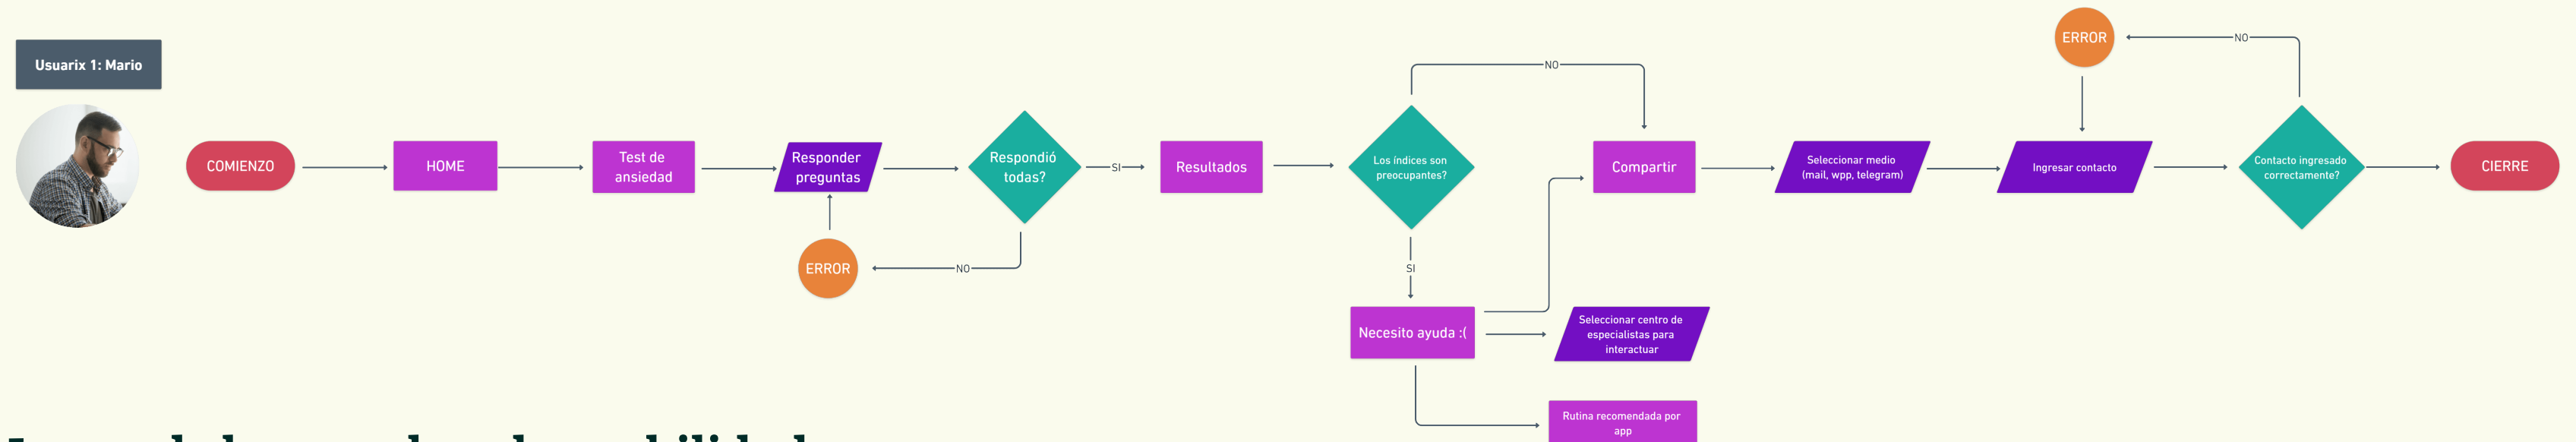 Usuarix 1: Mario
COMIENZO
HOME
Test de
ansiedad
Responder
preguntas
ERROR
NO
Respondió
todas?
SI
Resultados
Los índices son
preocupantes?
NO
SI
Necesito ayuda :(
Compartir
Seleccionar centro de
especialistas para
interactuar
Rutina recomendada por
app
Seleccionar medio
(mail, wpp, telegram)
Ingresar contacto
ERROR
NO
Contacto ingresado
correctamente?
CIERRE